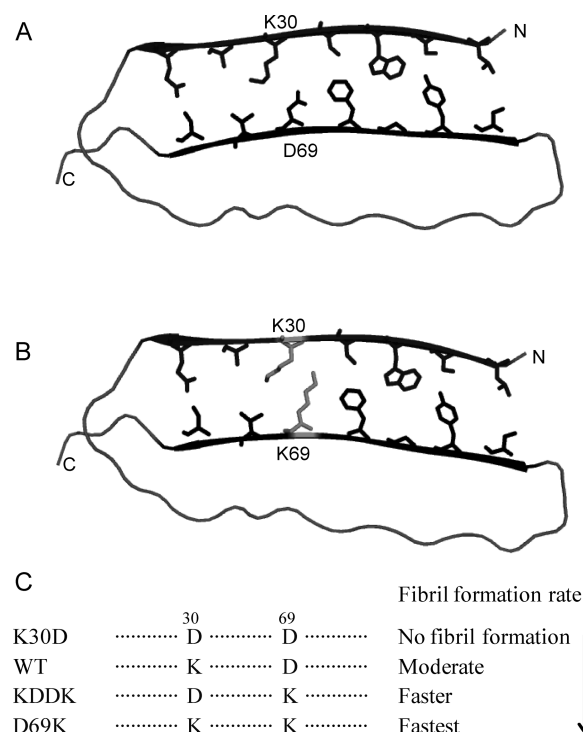 A
K30
N
D69
C
B
K30
N
K69
C
C
Fibril formation rate
30 69
K30D ············ D ············ D ············ No fibril formation
WT ············ K ············ D ············ Moderate
KDDK ············ D ············ K ············ Faster
D69K ············ K ············ K ············ Fastest